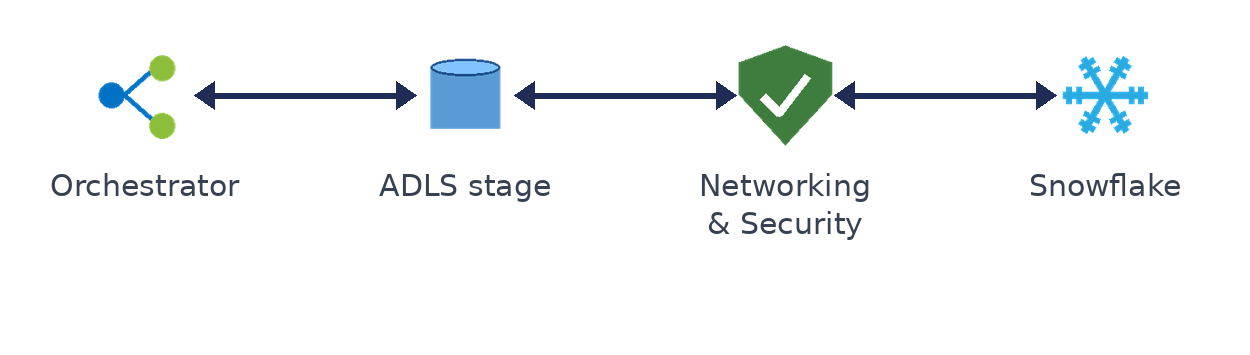 Orchestrator
ADLS stage
Networking
& Security
Snowflake